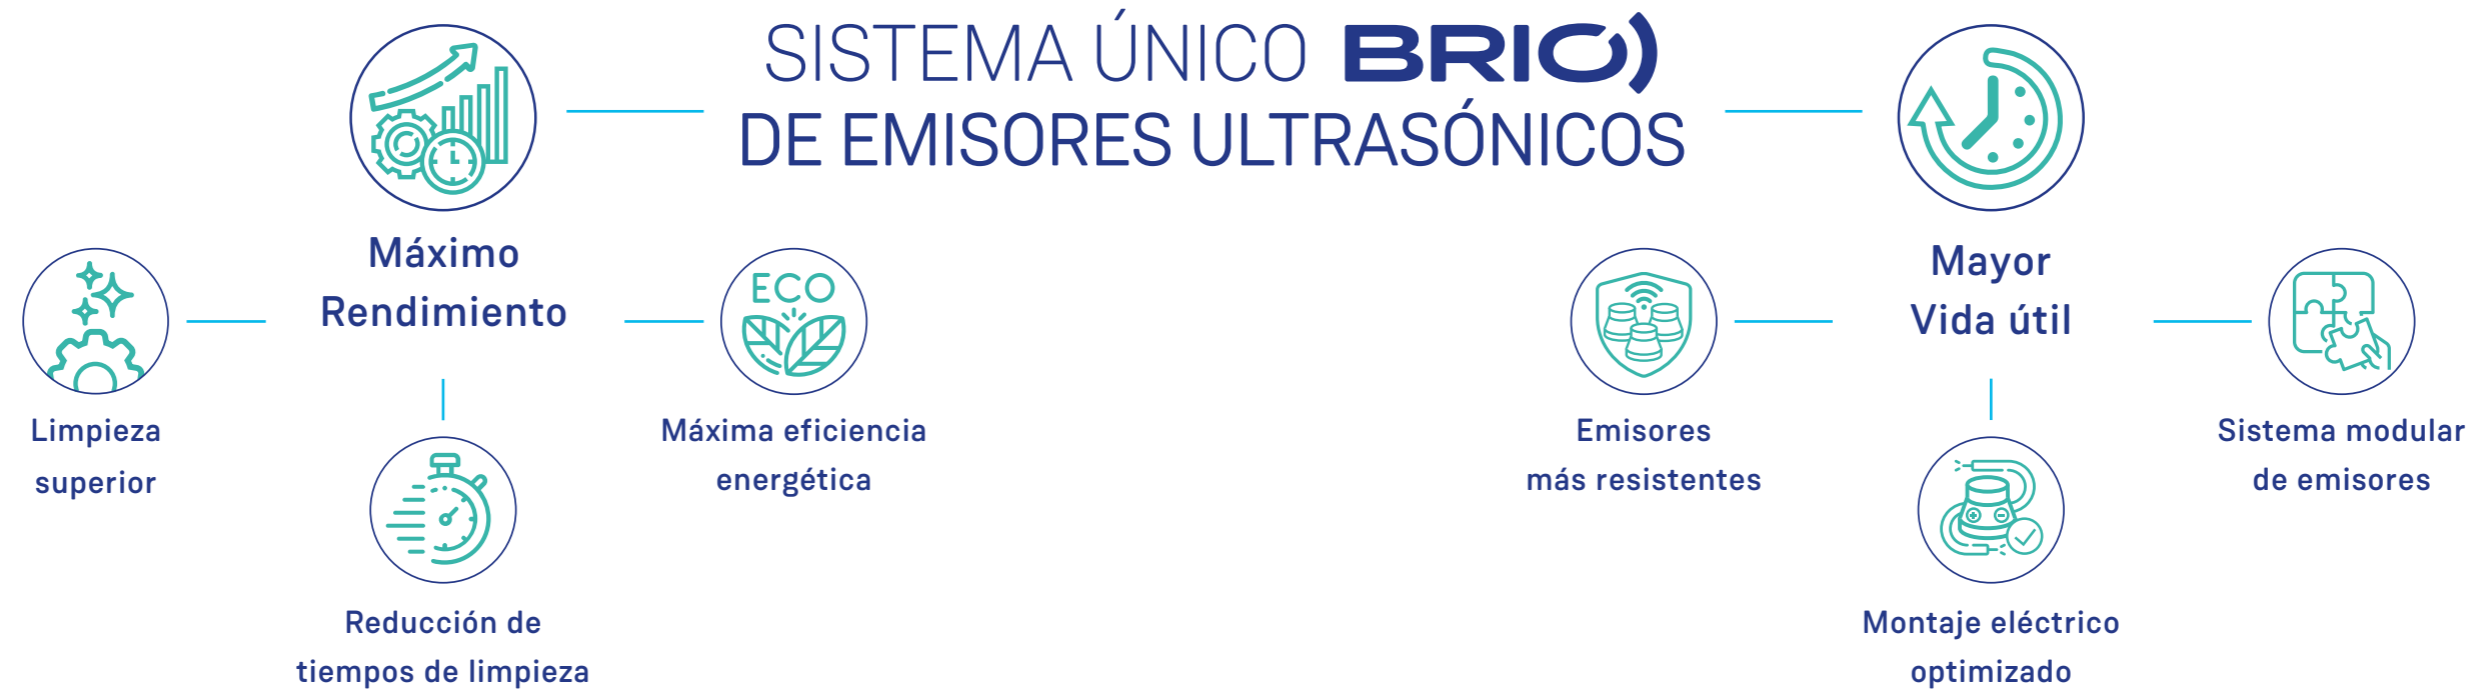 SISTEMA ÚNICO BRIO
DE EMISORES ULTRASÓNICOS
Máximo
Rendimiento
Limpieza
superior
Reducción de
tiempos de limpieza
ECO
Máxima eficiencia
energética
Mayor
Vida útil
Emisores
más resistentes
Montaje eléctrico
optimizado
Sistema modular
de emisores